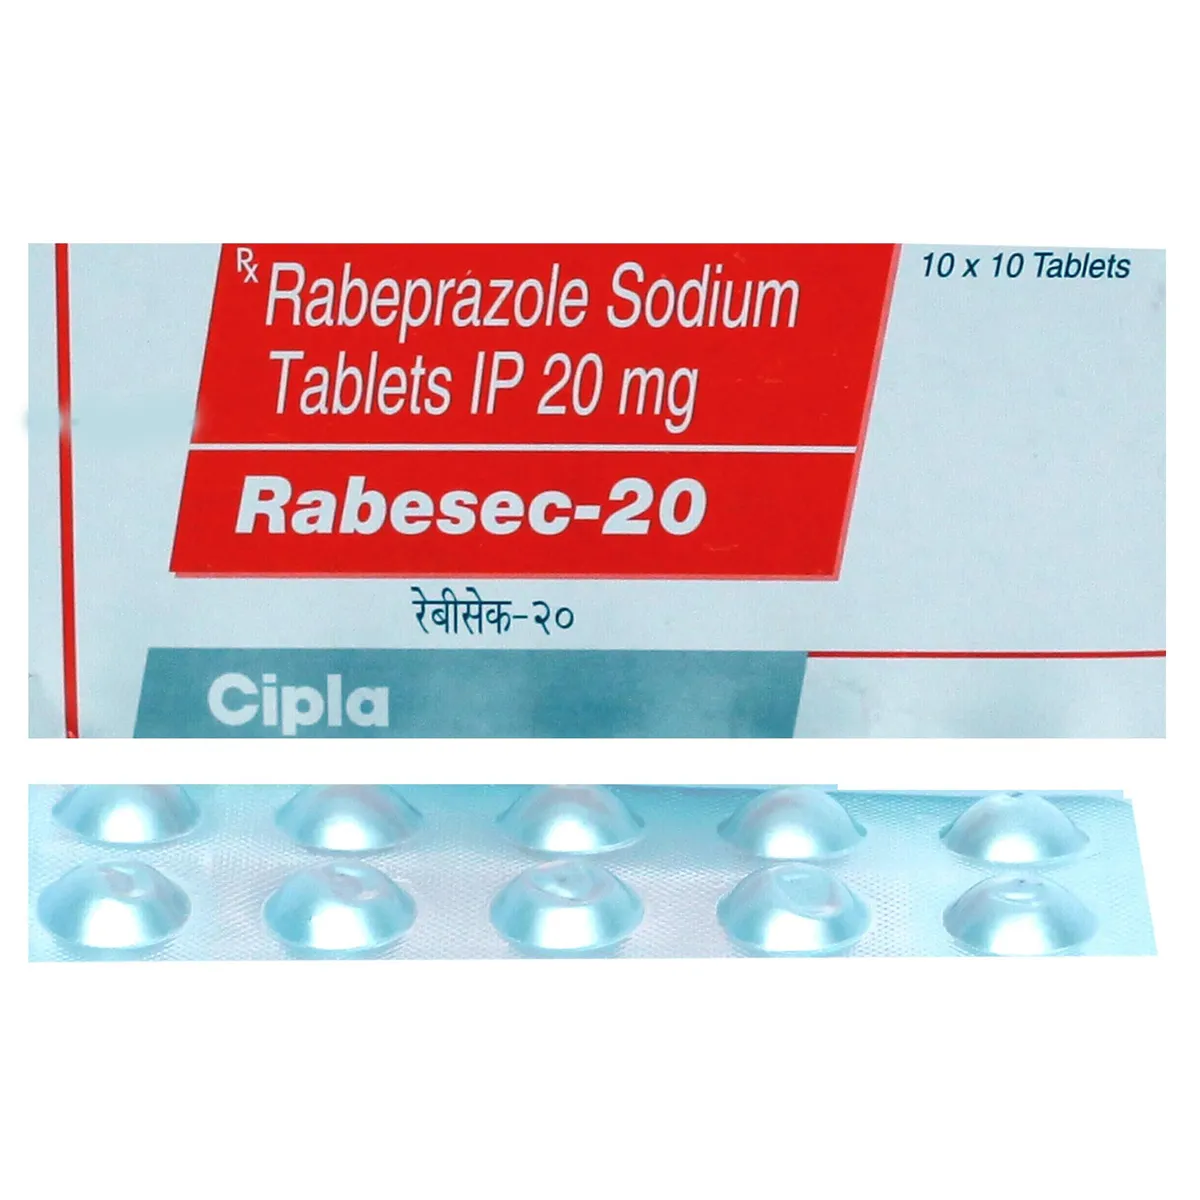 Rx Rabeprazole Sodium
Tablets IP 20 mg
10 x 10 Tablets
Rabesec-20
रेबीसेक-२०
Cipla